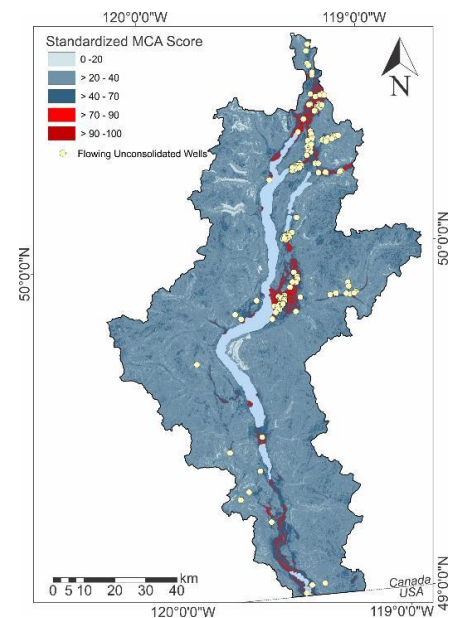 120°0'0"W
119°0'0"W
Standardized MCA Score
0 -20
> 20 - 40
> 40 - 70
> 70 - 90
> 90 -100
Flowing Unconsolidated Wells
N
50°0'0"N
50°0'0"N
km
0 5 10 20 30 40
Canada
USA
49°0'0"N
120°0'0"W
119°0'0"W